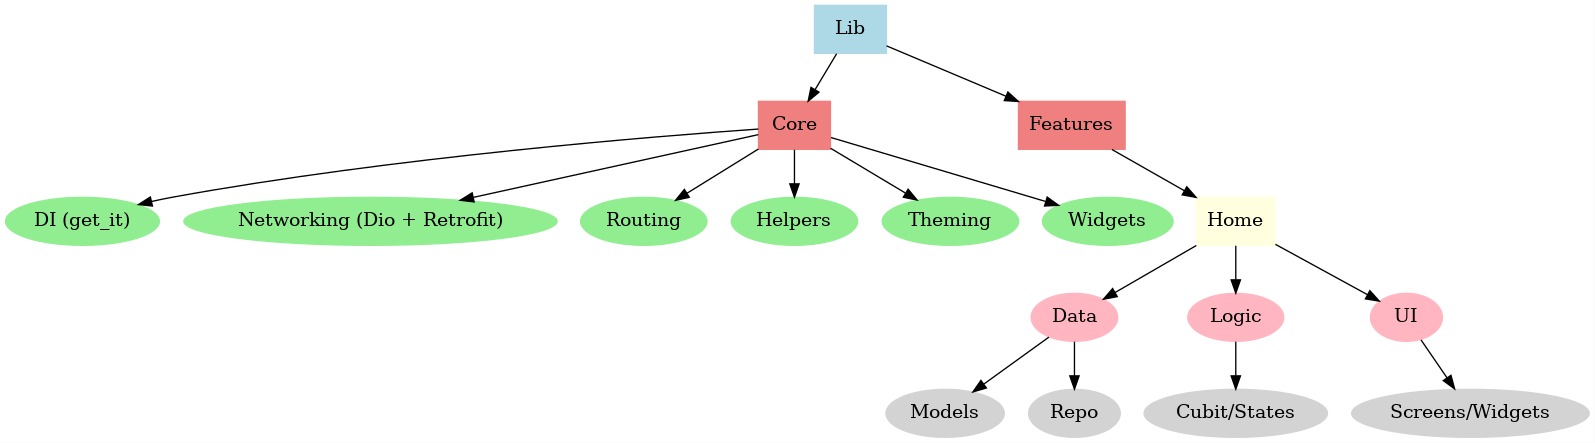 Lib
Core
Features
DI (get_it)
Networking (Dio + Retrofit)
Routing
Helpers
Theming
Widgets
Home
Data
Logic
UI
Models
Repo
Cubit/States
Screens/Widgets